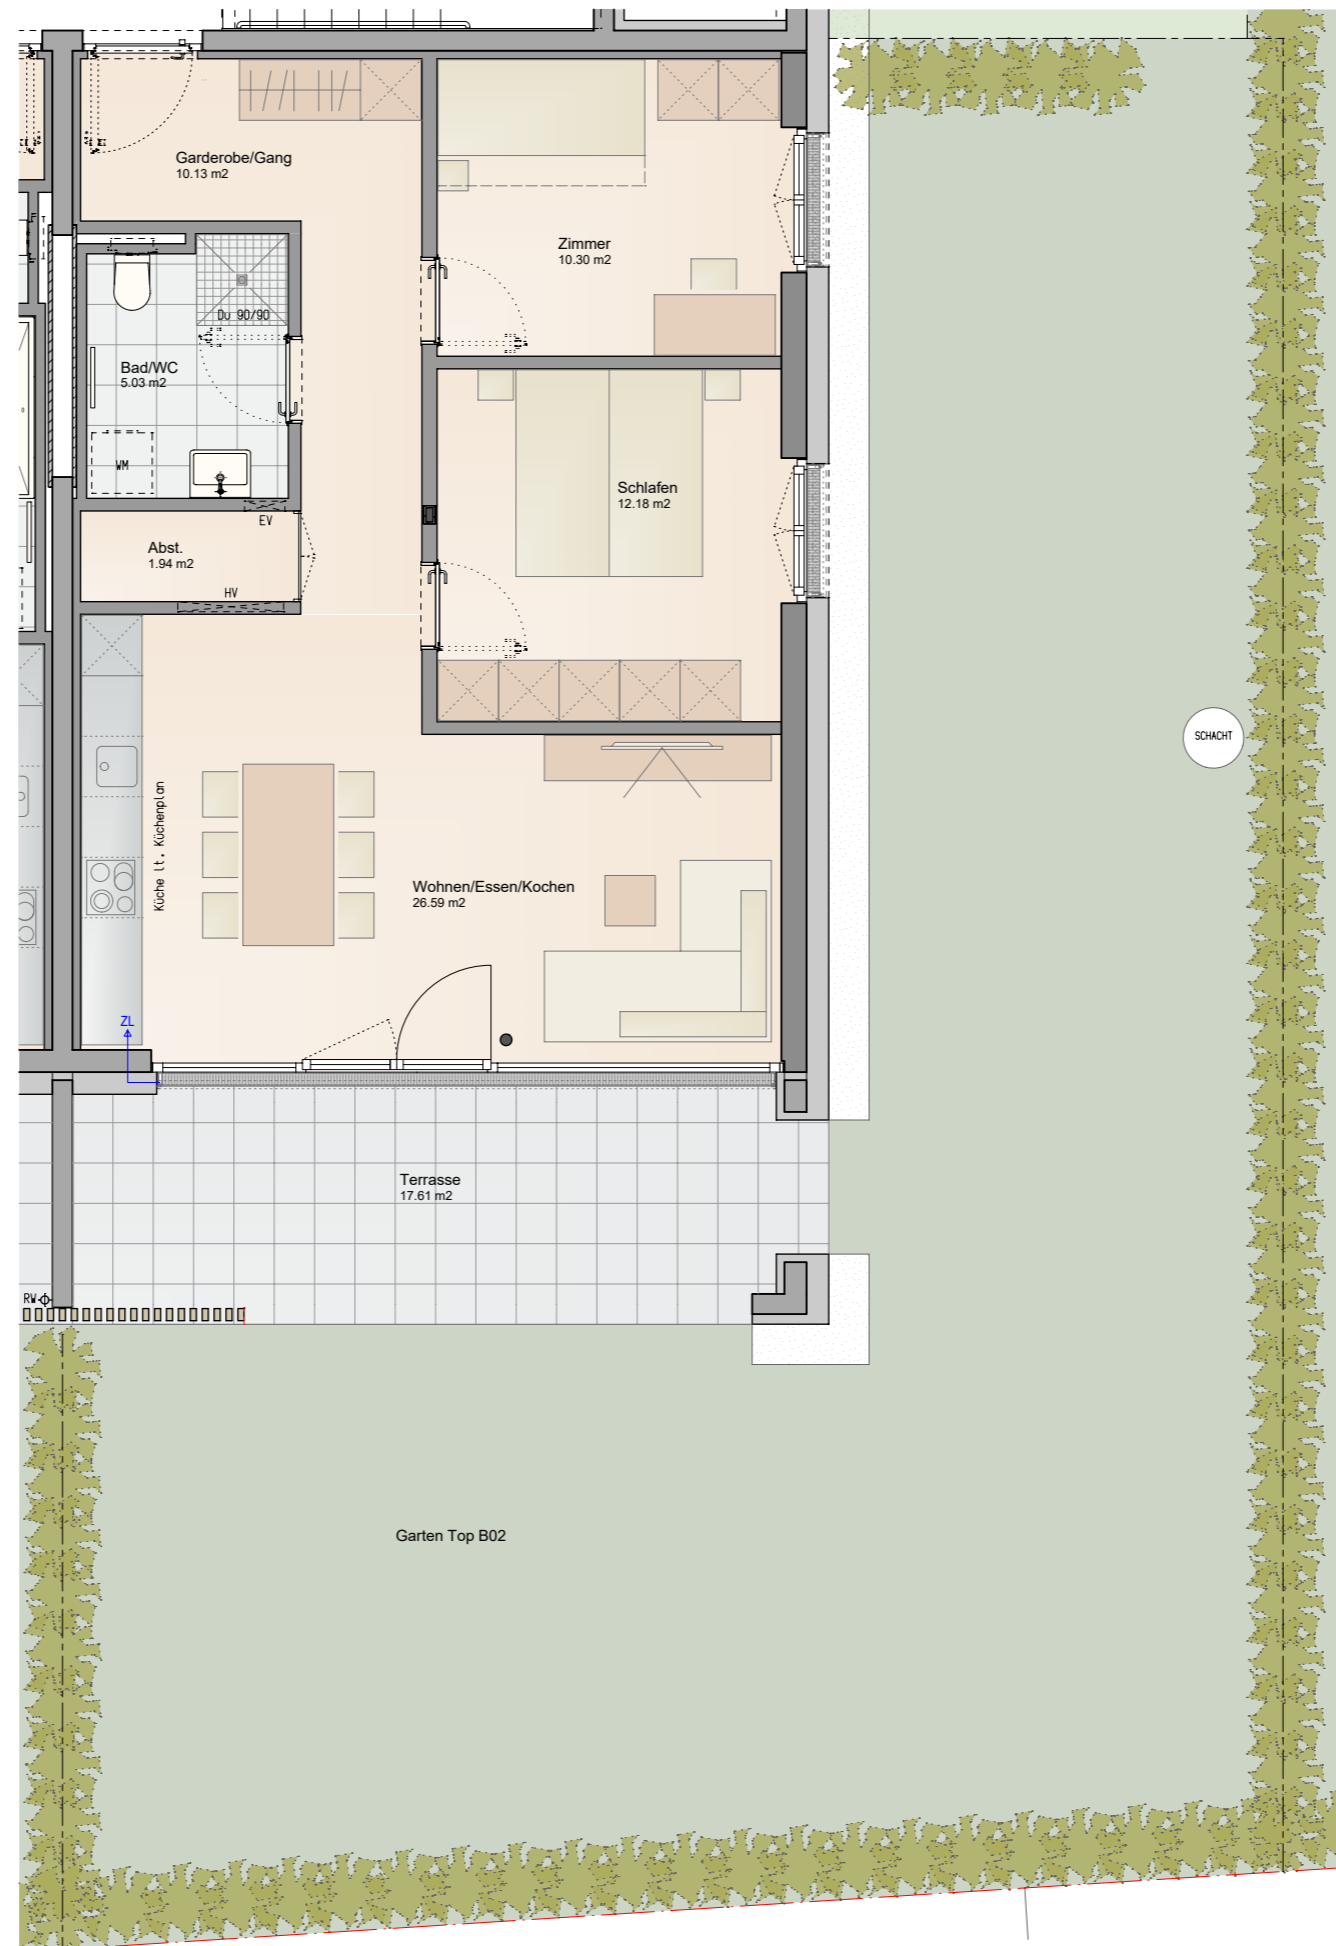 Garderobe/Gang
10.13 m2
Zimmer
10.30 m2
Du 90/90
Bad/WC
5.03 m2
WM
Schlafen
12.18 m2
EV
Abst.
1.94 m2
HV
SCHACHT
Küche lt. Küchenplan
Wohnen/Essen/Kochen
26.59 m2
ZL
Terrasse
17.61 m2
RW
Garten Top B02